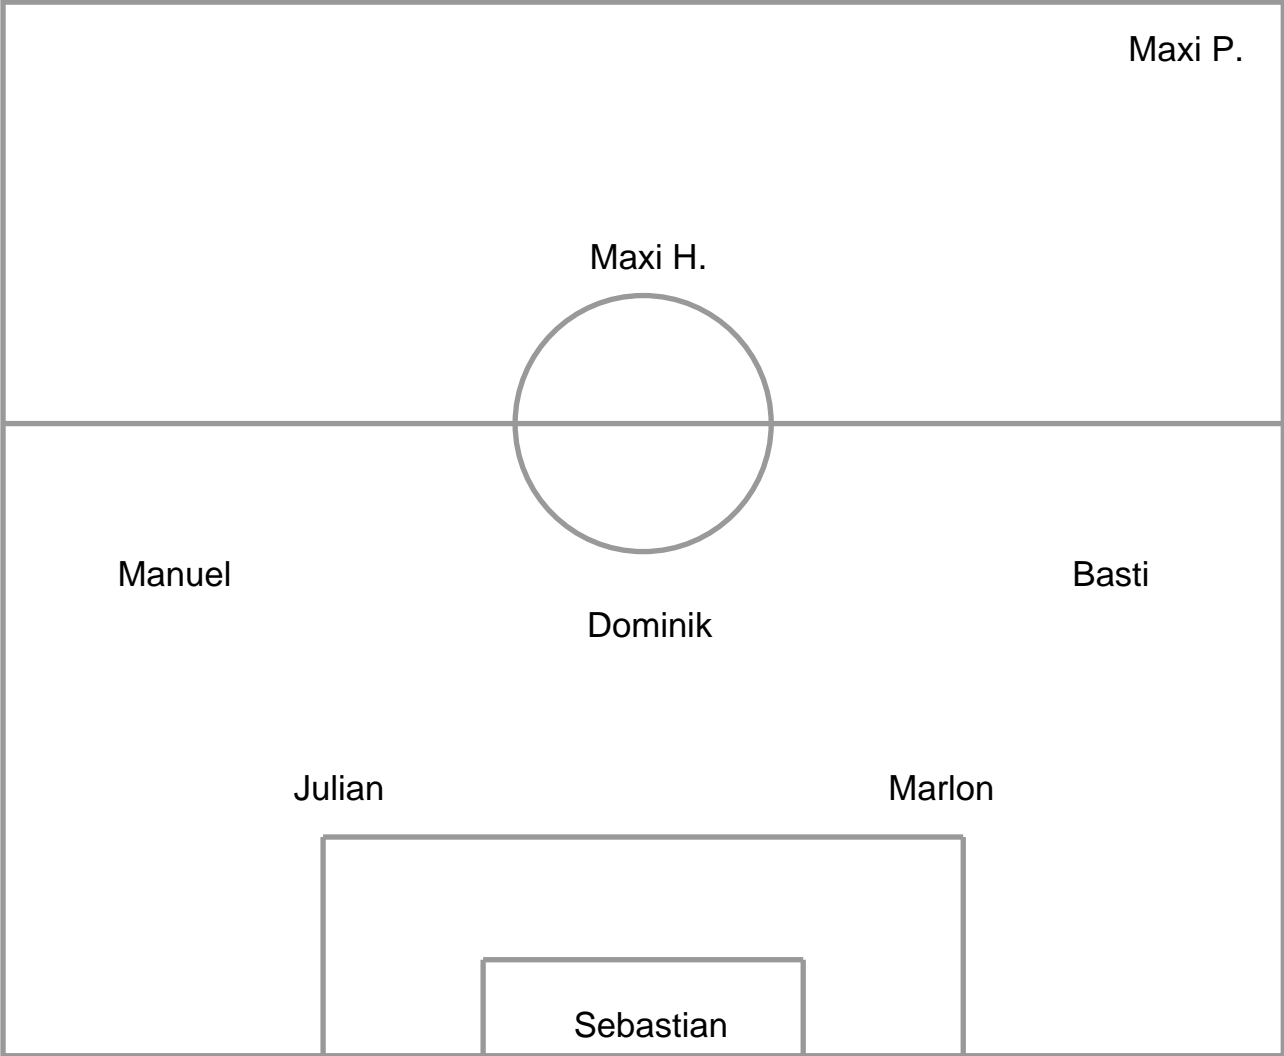 Maxi P.
Maxi H.
Manuel
Basti
Dominik
Julian
Marlon
Sebastian